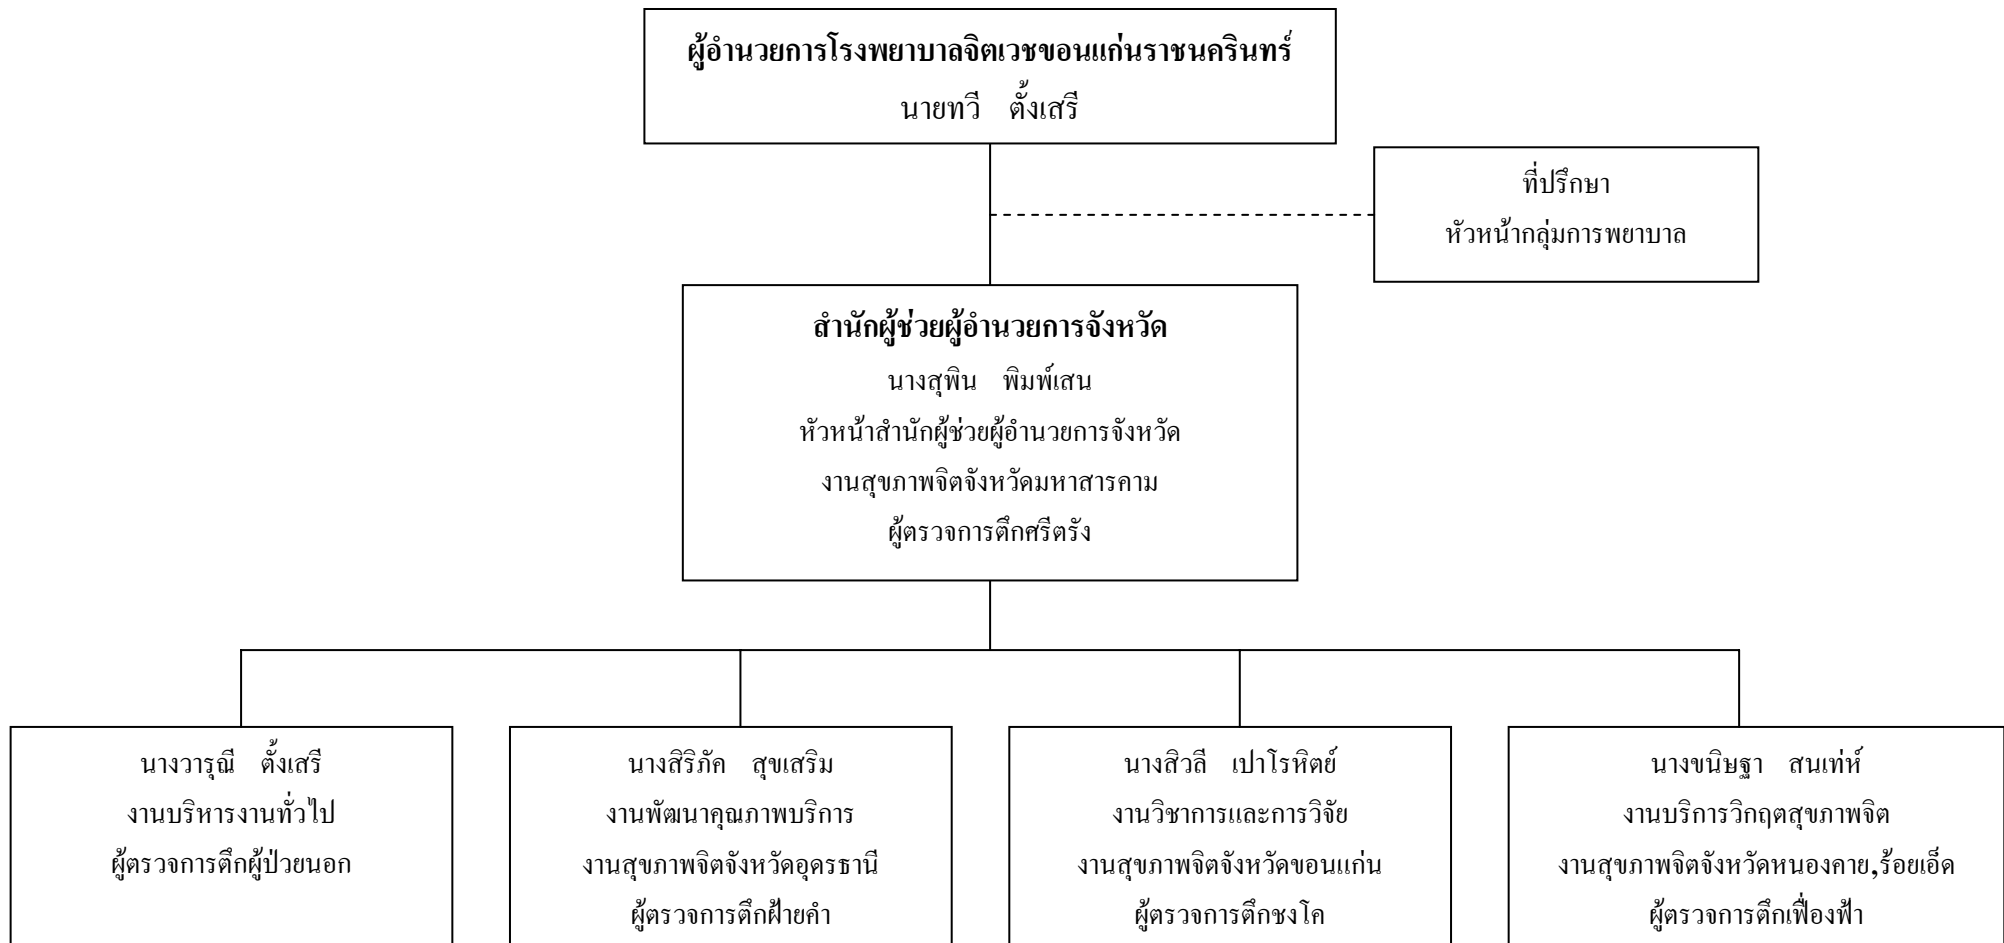 ผู้อำนวยการโรงพยาบาลจิตเวชขอนแก่นราชนครินทร์
นายทวี ตั้งเสรี
ที่ปรึกษา
หัวหน้ากลุ่มการพยาบาล
สำนักผู้ช่วยผู้อำนวยการจังหวัด
นางสุพิน พิมพ์เสน
หัวหน้าสำนักผู้ช่วยผู้อำนวยการจังหวัด
งานสุขภาพจิตจังหวัดมหาสารคาม
ผู้ตรวจการตึกศรีตรัง
นางวารุณี ตั้งเสรี
งานบริหารงานทั่วไป
ผู้ตรวจการตึกผู้ป่วยนอก
นางสิริภัค สุขเสริม
งานพัฒนาคุณภาพบริการ
งานสุขภาพจิตจังหวัดอุดรธานี
ผู้ตรวจการตึกฝ้ายคำ
นางสิวลี เปาโรหิตย์
งานวิชาการและการวิจัย
งานสุขภาพจิตจังหวัดขอนแก่น
ผู้ตรวจการตึกชงโค
นางขนิษฐา สนเท่ห์
งานบริการวิกฤตสุขภาพจิต
งานสุขภาพจิตจังหวัดหนองคาย,ร้อยเอ็ด
ผู้ตรวจการตึกเฟื่องฟ้า